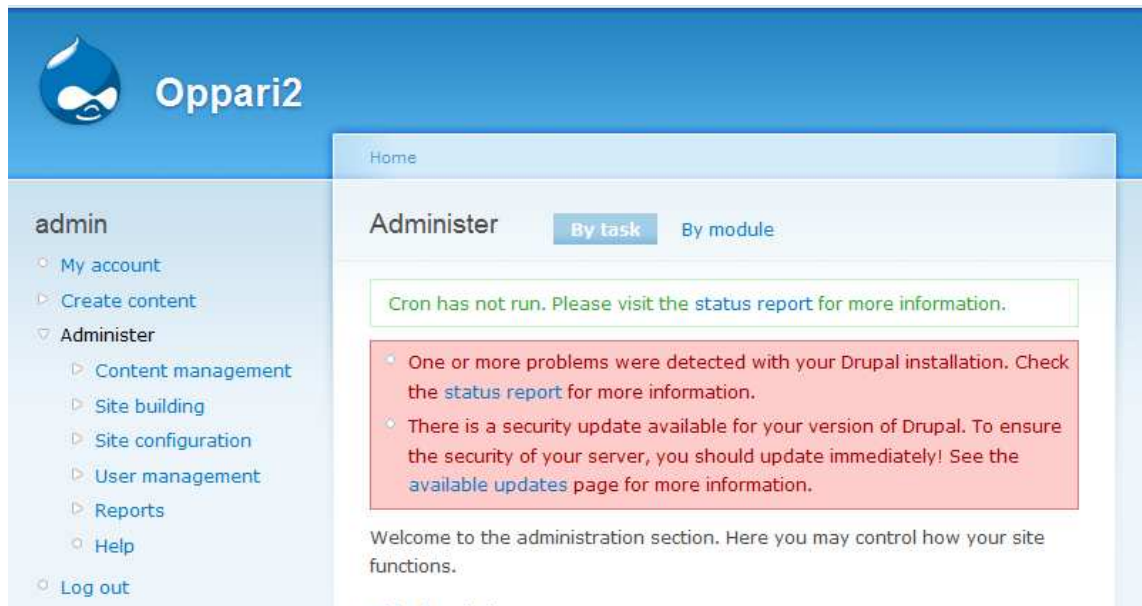 Oppari2
Home
admin
My account
Create content
Administer
Content management
Site building
Site configuration
User management
Reports
Help
Log out
Administer
By task
By module
Cron has not run. Please visit the status report for more information.
One or more problems were detected with your Drupal installation. Check
the status report for more information.
There is a security update available for your version of Drupal. To ensure
the security of your server, you should update immediately! See the
available updates page for more information.
Welcome to the administration section. Here you may control how your site
functions.